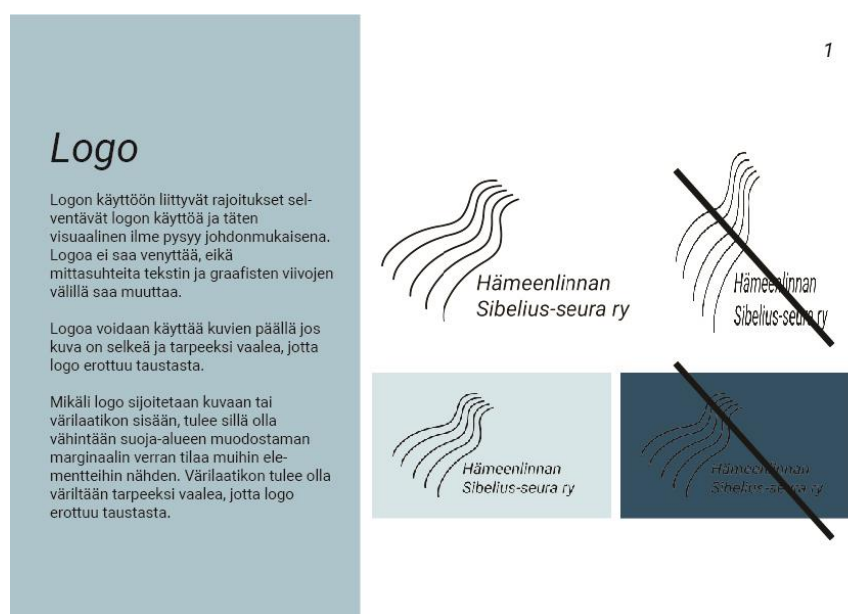 1
Logo
Logon käyttöön liittyvät rajoitukset sel-
ventävät logon käyttöä ja täten
visuaalinen ilme pysyy johdonmukaisena.
Logoa ei saa venyttää, eikä
mittasuhteita tekstin ja graafisten viivojen
välillä saa muuttaa.
Logoa voidaan käyttää kuvien päällä jos
kuva on selkeä ja tarpeeksi vaalea, jotta
logo erottuu taustasta.
Mikäli logo sijoitetaan kuvaan tai
värilaatikon sisään, tulee sillä olla
vähintään suoja-alueen muodostaman
marginaalin verran tilaa muihin ele-
mentteihin nähden. Värilaatikon tulee olla
väriltään tarpeeksi vaalea, jotta logo
erottuu taustasta.
Hämeenlinnan
Sibelius-seura ry
Hämeenlinnan
Sibelius-seura ry
Hämeenlinnan
Sibelius-seura ry
Hämeenlinnan
Sibelius-seura ry